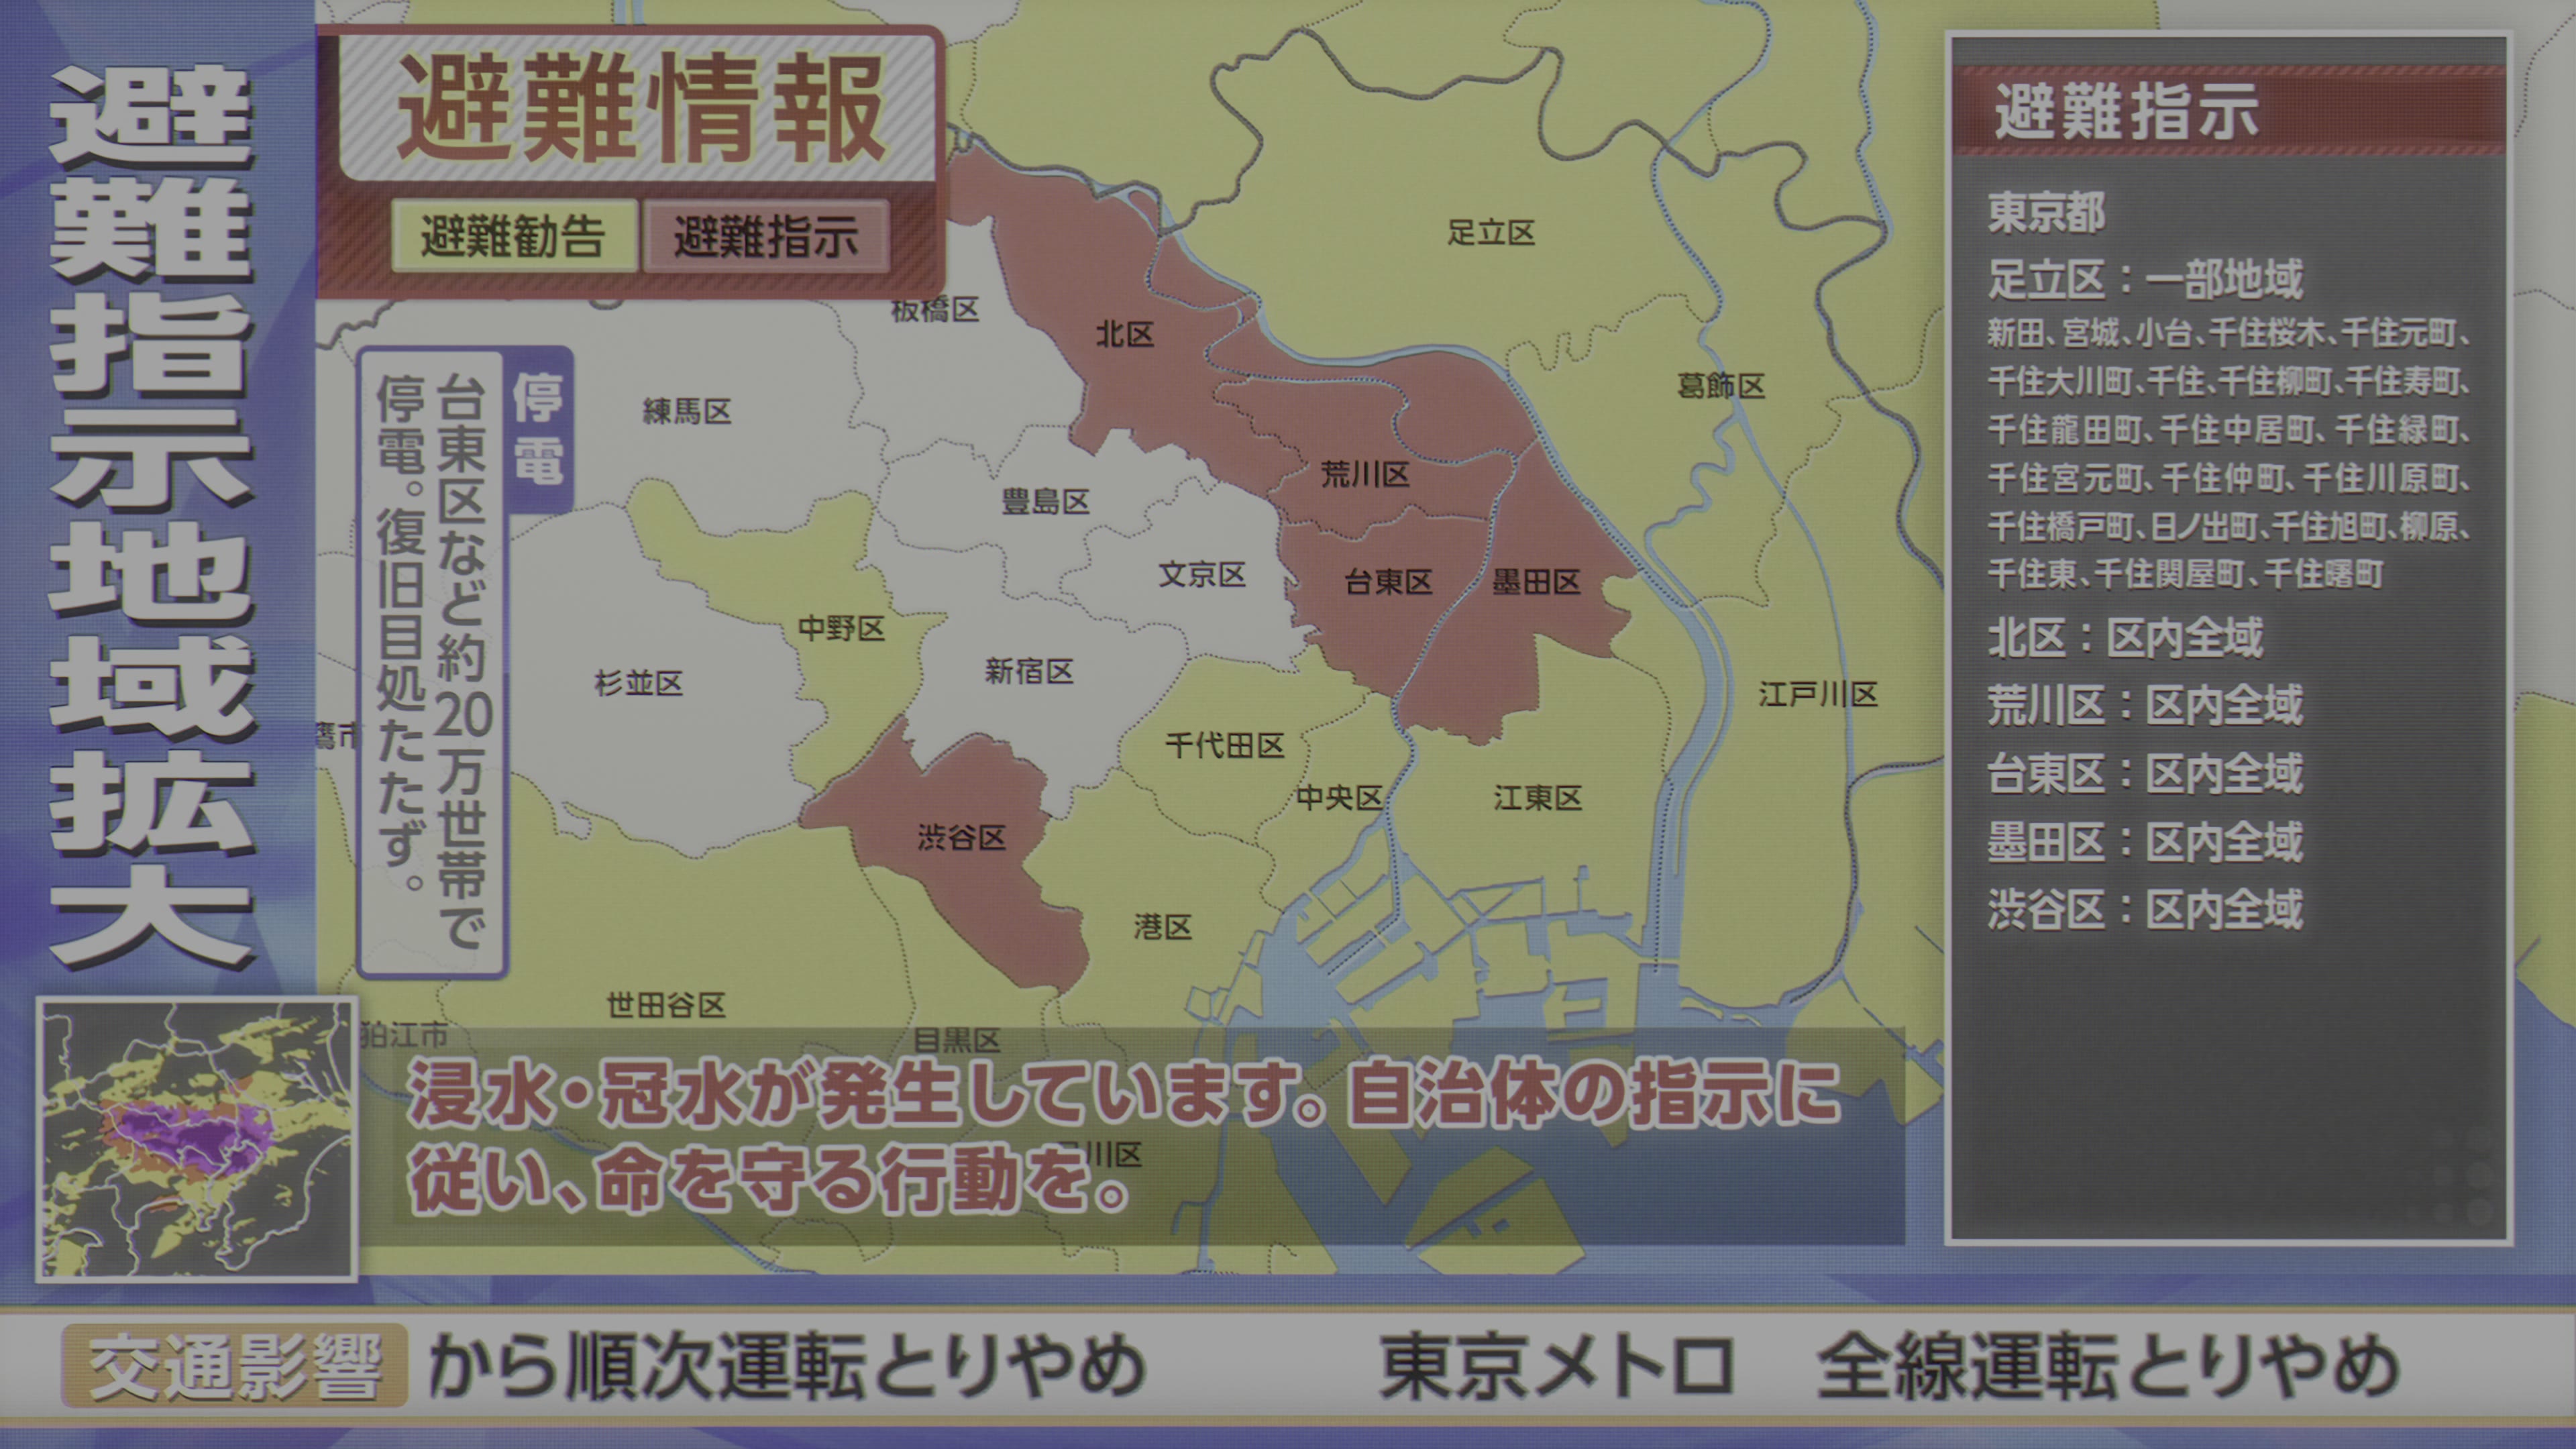 避難指示地域拡大
避難情報
避難勧告 避難指示
停電
台東区など約20万世帯で
停電。復旧目処たたず。
板橋区
北区
足立区
葛飾区
練馬区
豊島区
荒川区
文京区
台東区
墨田区
中野区
杉並区
新宿区
江戸川区
鷹市
千代田区
中央区
江東区
渋谷区
港区
世田谷区
狛江市
目黒区
川区
避難指示
東京都
足立区：一部地域
新田、宮城、小台、千住桜木、千住元町、
千住大川町、千住、千住柳町、千住寿町、
千住龍田町、千住中居町、千住緑町、
千住宮元町、千住仲町、千住川原町、
千住橋戸町、日ノ出町、千住旭町、柳原、
千住東、千住関屋町、千住曙町
北区：区内全域
荒川区：区内全域
台東区：区内全域
墨田区：区内全域
渋谷区：区内全域
浸水・冠水が発生しています。自治体の指示に
従い、命を守る行動を。
交通影響 から順次運転とりやめ 東京メトロ 全線運転とりやめ